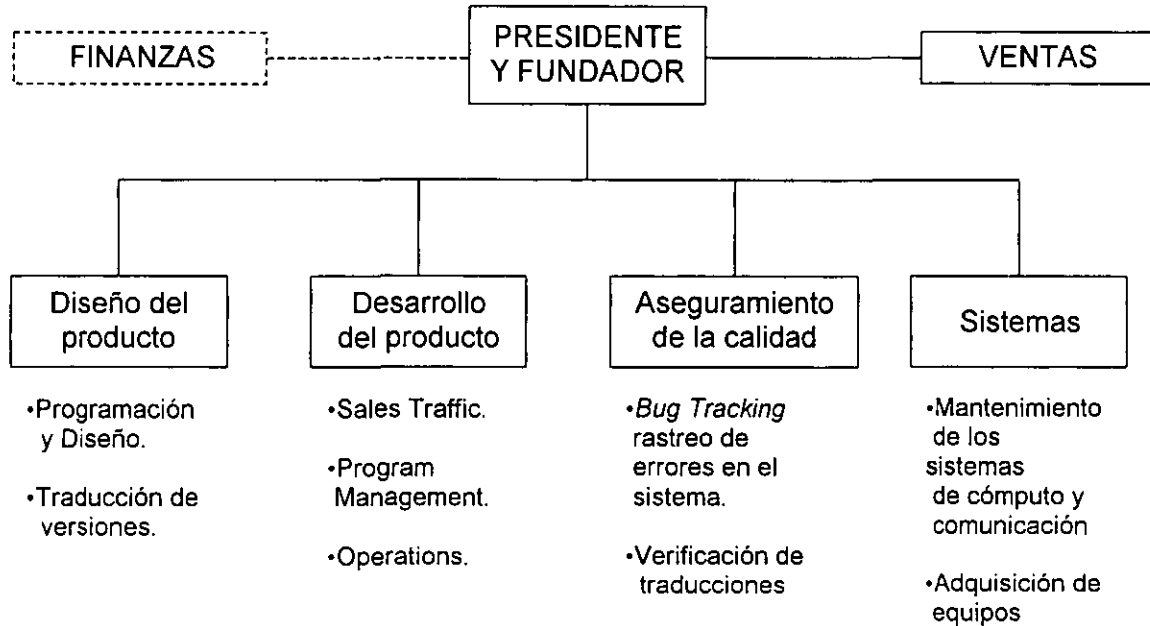 FINANZAS
PRESIDENTE
Y FUNDADOR
VENTAS
Diseño del
producto
•Programación
y Diseño.
•Traducción de
versiones.
Desarrollo
del producto
•Sales Traffic.
•Program
Management.
•Operations.
Aseguramiento
de la calidad
•Bug Tracking
rastreo de
errores en el
sistema.
•Verificación de
traducciones
Sistemas
•Mantenimiento
de los
sistemas
de cómputo y
comunicación
•Adquisición de
equipos